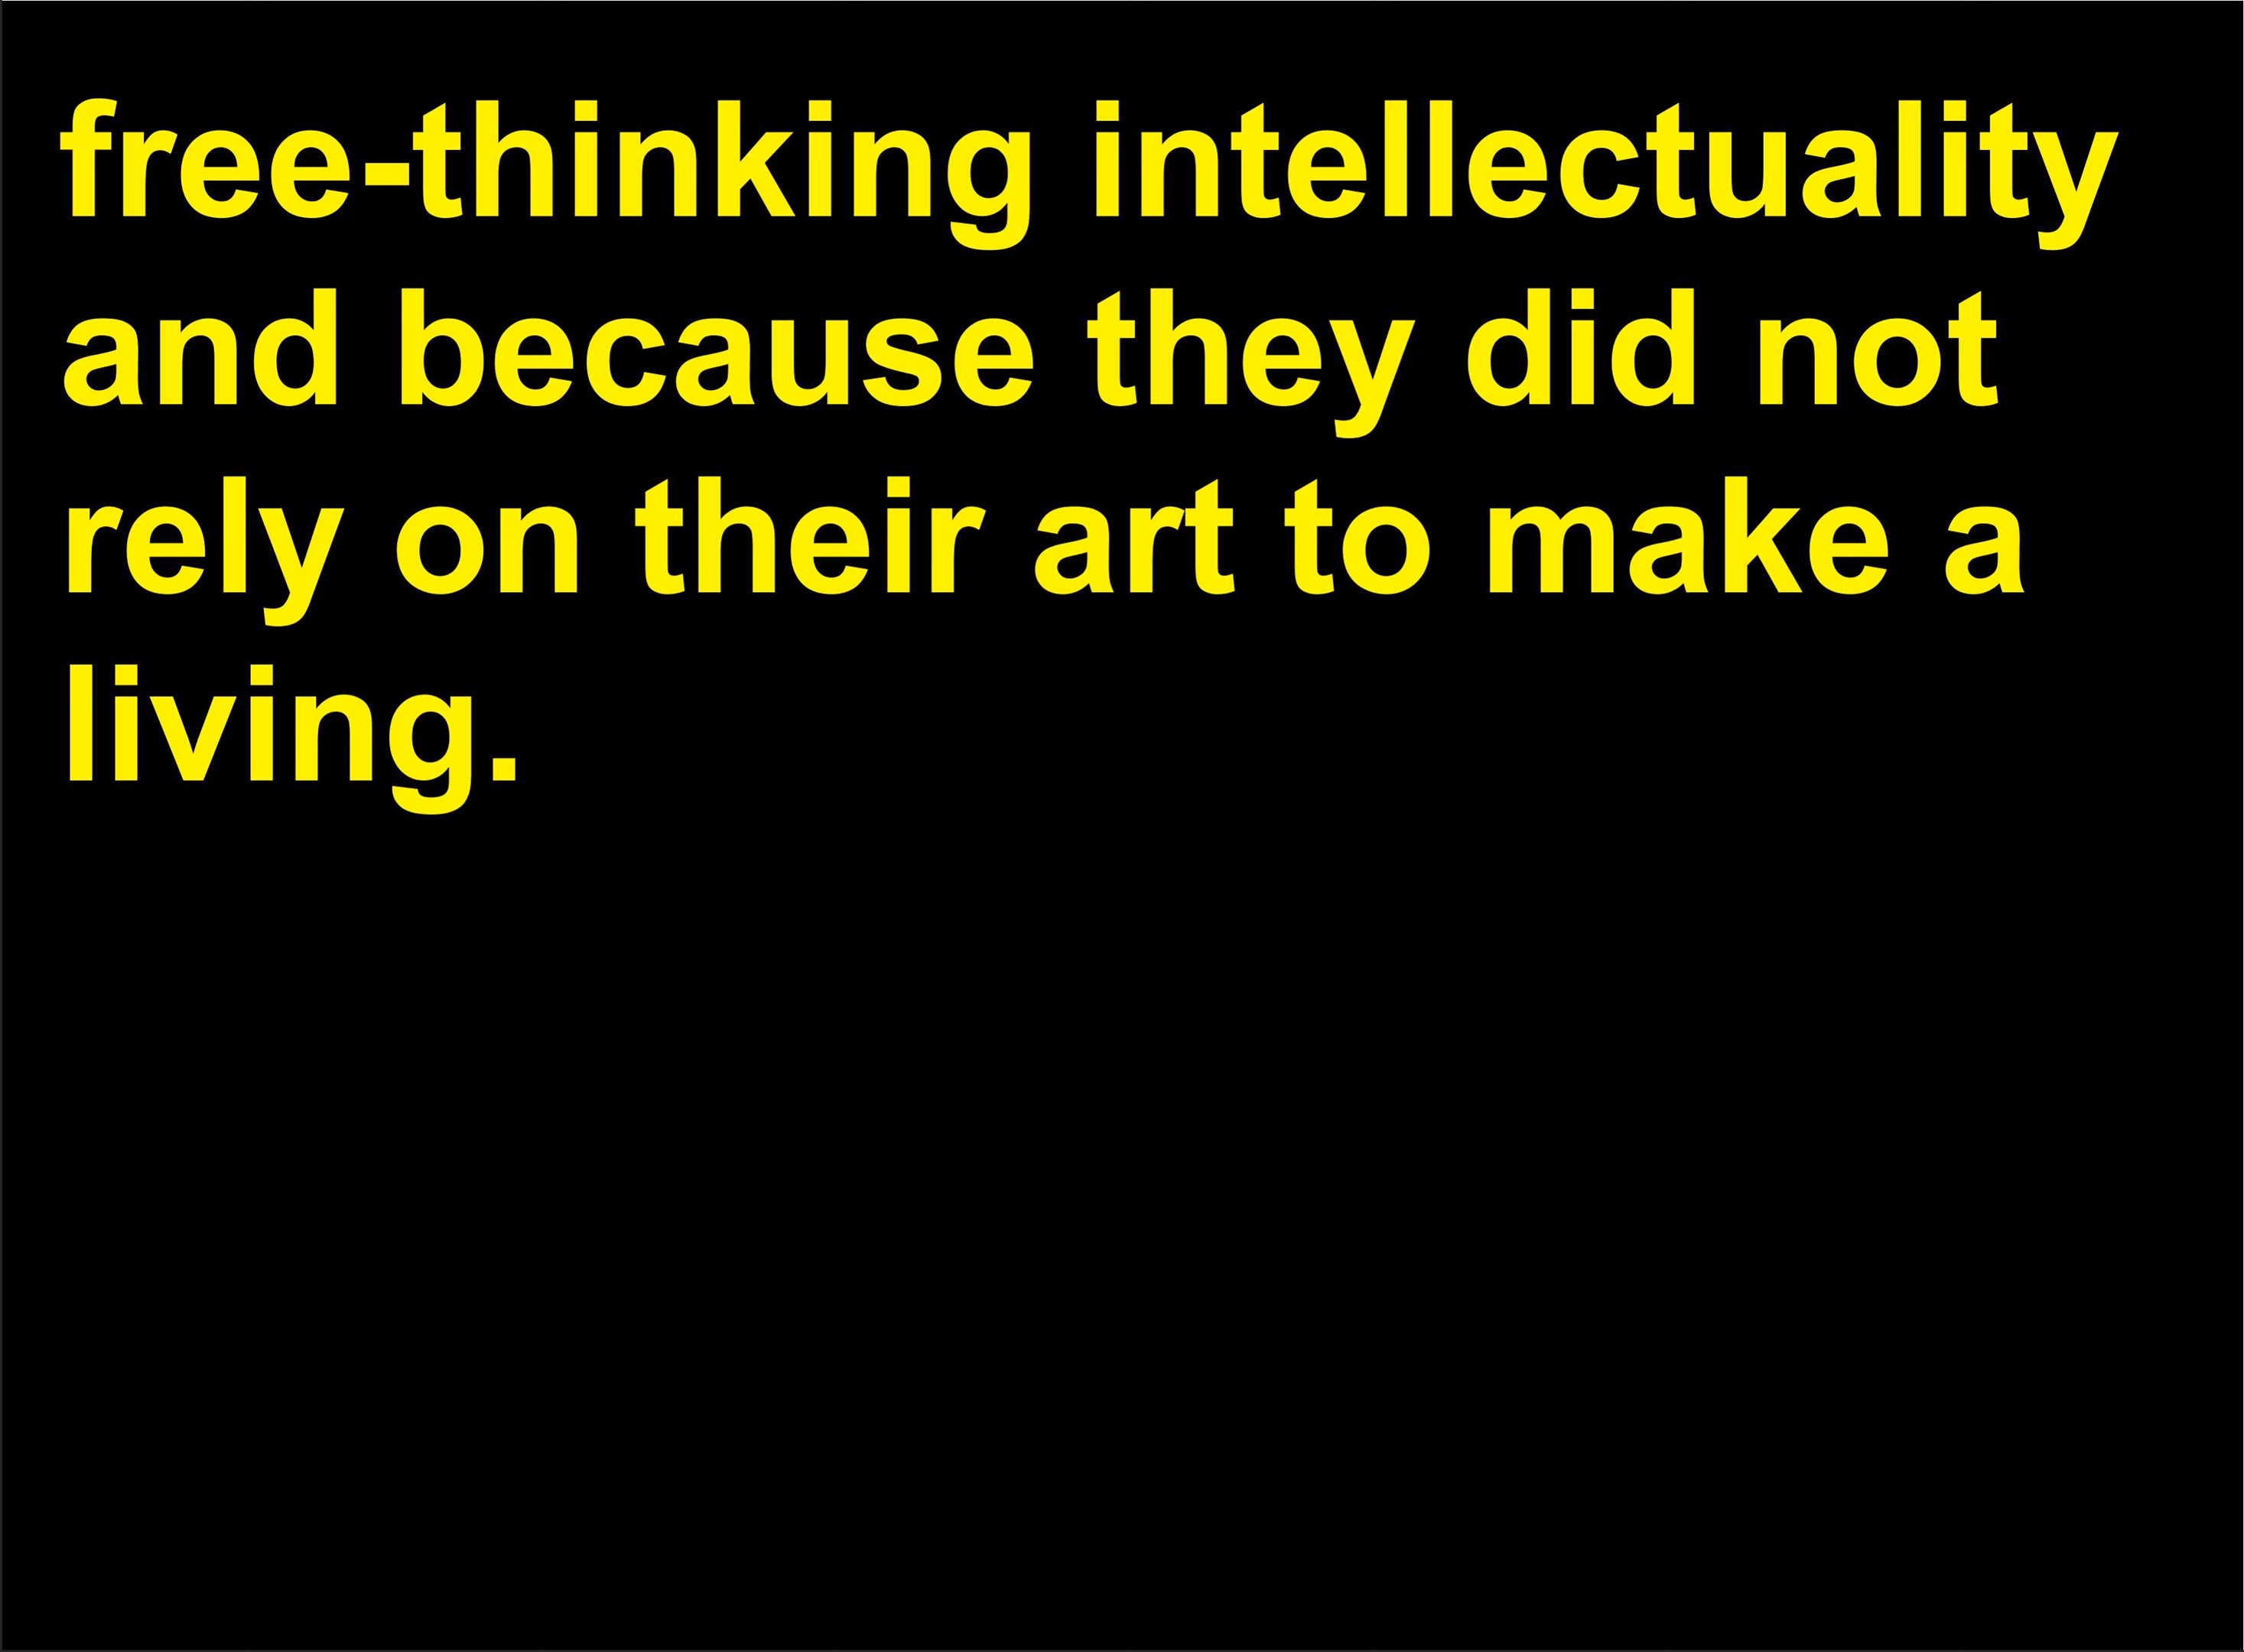 free-thinking intellectuality
and because they did not
rely on their art to make a
living.